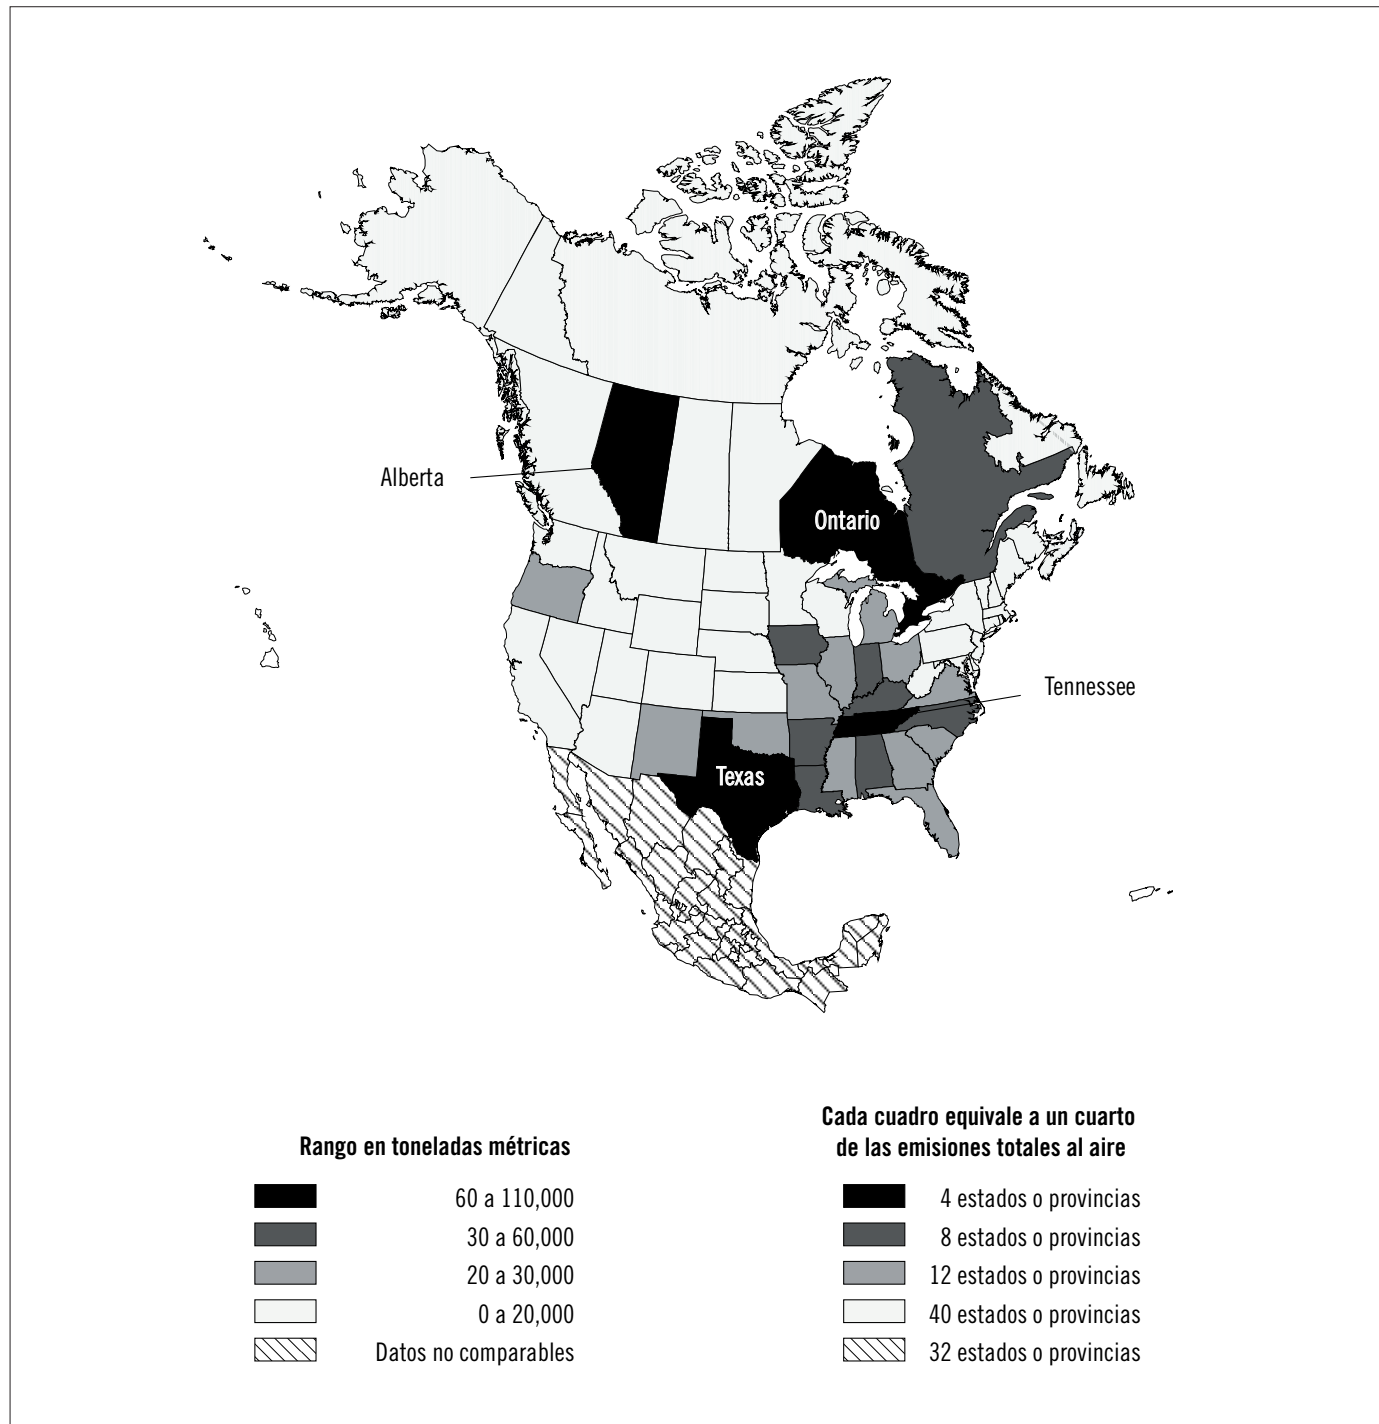 Alberta
Ontario
Tennessee
Texas
Rango en toneladas métricas
60 a 110,000
30 a 60,000
20 a 30,000
0 a 20,000
Datos no comparables
Cada cuadro equivale a un cuarto
de las emisiones totales al aire
4 estados o provincias
8 estados o provincias
12 estados o provincias
40 estados o provincias
32 estados o provincias